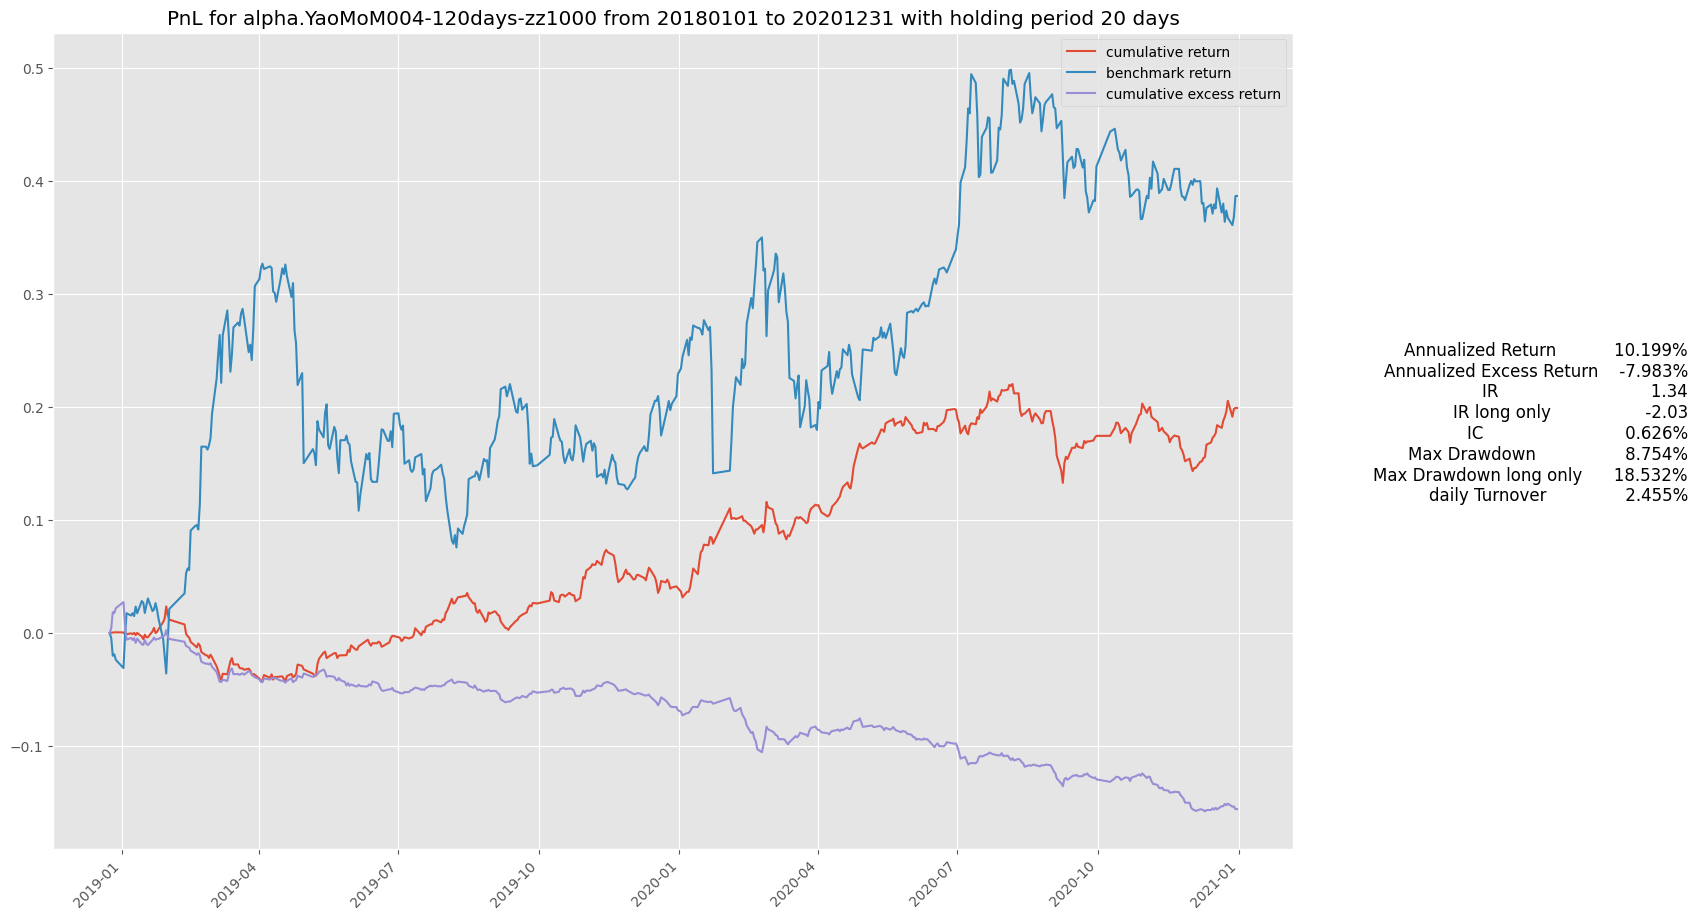 PnL for alpha.YaoMoM004-120days-zz1000 from 20180101 to 20201231 with holding period 20 days
cumulative return
benchmark return
cumulative excess return
0.5
0.4
0.3
0.2
0.1
0.0
−0.1
2019-01
2019-04
2019-07
2019-10
2020-01
2020-04
2020-07
2020-10
2021-01
Annualized Return 10.199%
Annualized Excess Return -7.983%
IR 1.34
IR long only -2.03
IC 0.626%
Max Drawdown 8.754%
Max Drawdown long only 18.532%
daily Turnover 2.455%